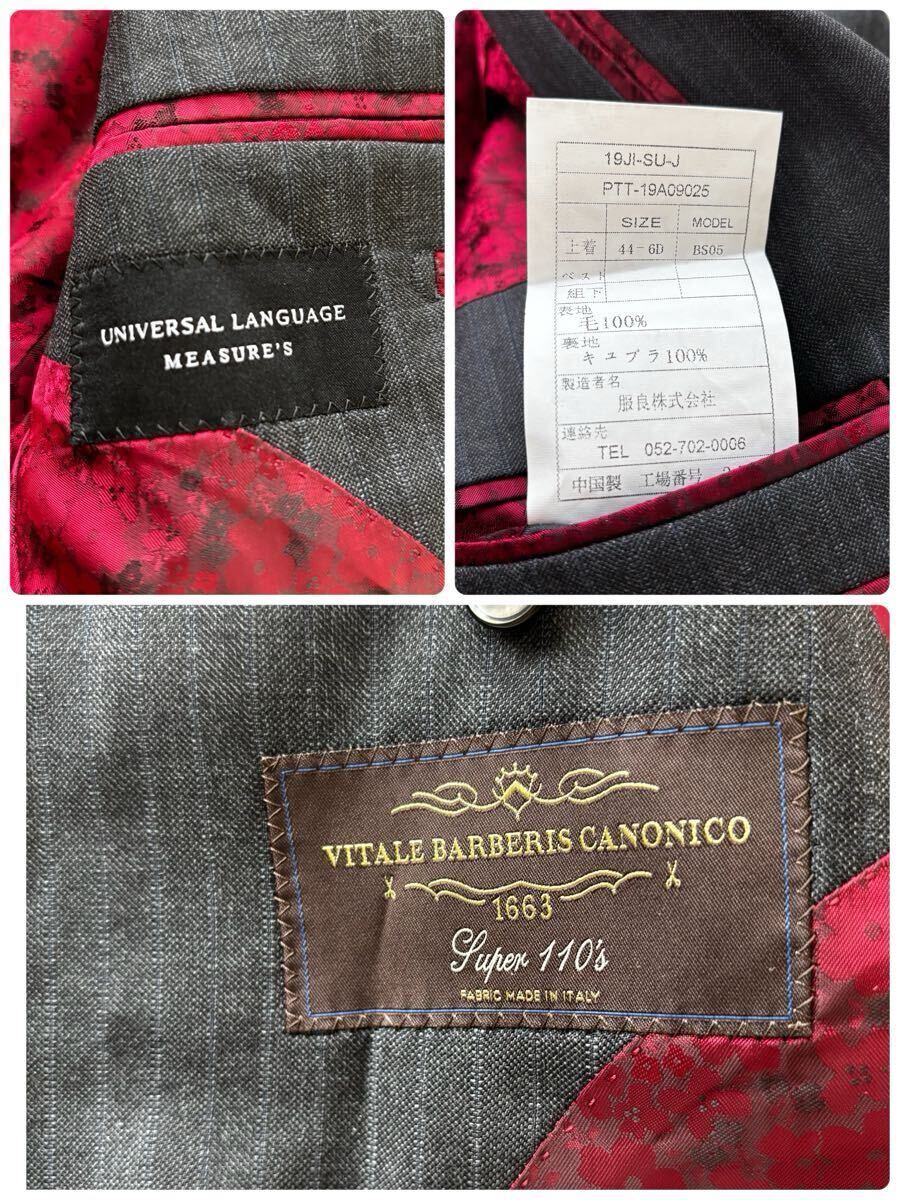 UNIVERSAL LANGUAGE
MEASURE'S
19JI-SU-J
PTT-19A09025
SIZE MODEL
上着 44-6D BS05
ベスト
組下
表地
毛100%
裏地
キュプラ100%
製造者名
服良株式会社
連絡先
TEL 052-702-0006
中国製 工場番号
VITALE BARBERIS CANONICO
1663
Super 110's
FABRIC MADE IN ITALY